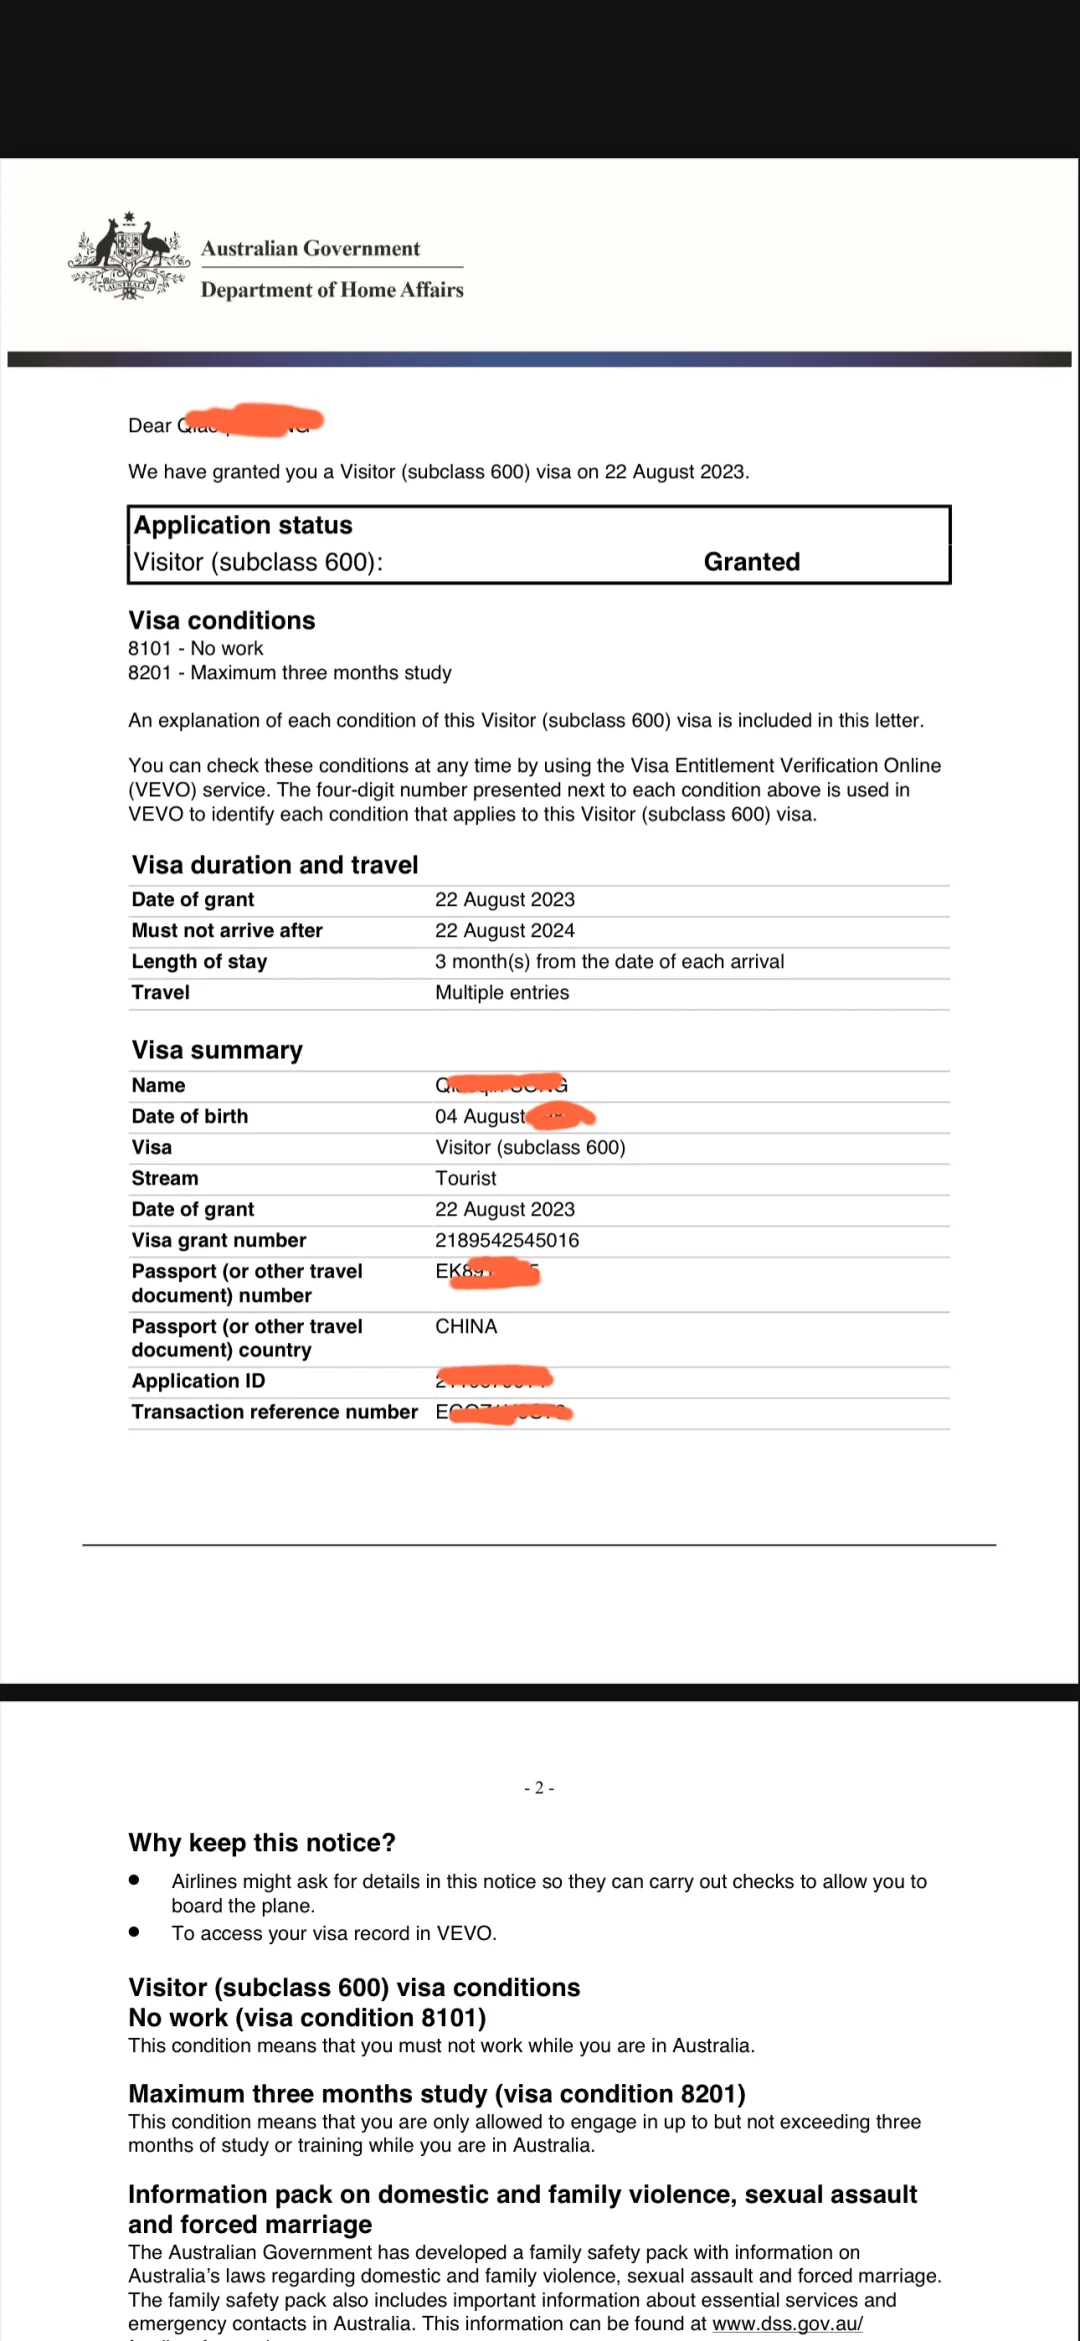 AUSTRALIA
Australian Government
Department of Home Affairs
Dear
We have granted you a Visitor (subclass 600) visa on 22 August 2023.
Application status
Visitor (subclass 600): Granted
Visa conditions
8101 - No work
8201 - Maximum three months study
An explanation of each condition of this Visitor (subclass 600) visa is included in this letter.
You can check these conditions at any time by using the Visa Entitlement Verification Online
(VEVO) service. The four-digit number presented next to each condition above is used in
VEVO to identify each condition that applies to this Visitor (subclass 600) visa.
Visa duration and travel
Date of grant 22 August 2023
Must not arrive after 22 August 2024
Length of stay 3 month(s) from the date of each arrival
Travel Multiple entries
Visa summary
Name
Date of birth 04 August
Visa Visitor (subclass 600)
Stream Tourist
Date of grant 22 August 2023
Visa grant number 2189542545016
Passport (or other travel
document) number
Passport (or other travel
document) country CHINA
Application ID
Transaction reference number
- 2 -
Why keep this notice?
● Airlines might ask for details in this notice so they can carry out checks to allow you to
board the plane.
● To access your visa record in VEVO.
Visitor (subclass 600) visa conditions
No work (visa condition 8101)
This condition means that you must not work while you are in Australia.
Maximum three months study (visa condition 8201)
This condition means that you are only allowed to engage in up to but not exceeding three
months of study or training while you are in Australia.
Information pack on domestic and family violence, sexual assault
and forced marriage
The Australian Government has developed a family safety pack with information on
Australia's laws regarding domestic and family violence, sexual assault and forced marriage.
The family safety pack also includes important information about essential services and
emergency contacts in Australia. This information can be found at www.dss.gov.au/